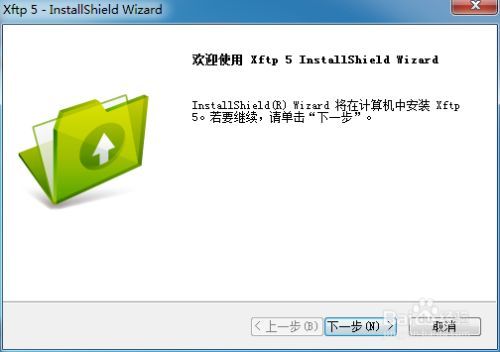 Xftp 5 - InstallShield Wizard
欢迎使用 Xftp 5 InstallShield Wizard
InstallShield(R) Wizard 将在计算机中安装 Xftp
5。若要继续，请单击“下一步”。
< 上一步(B)
下一步(N) >
取消